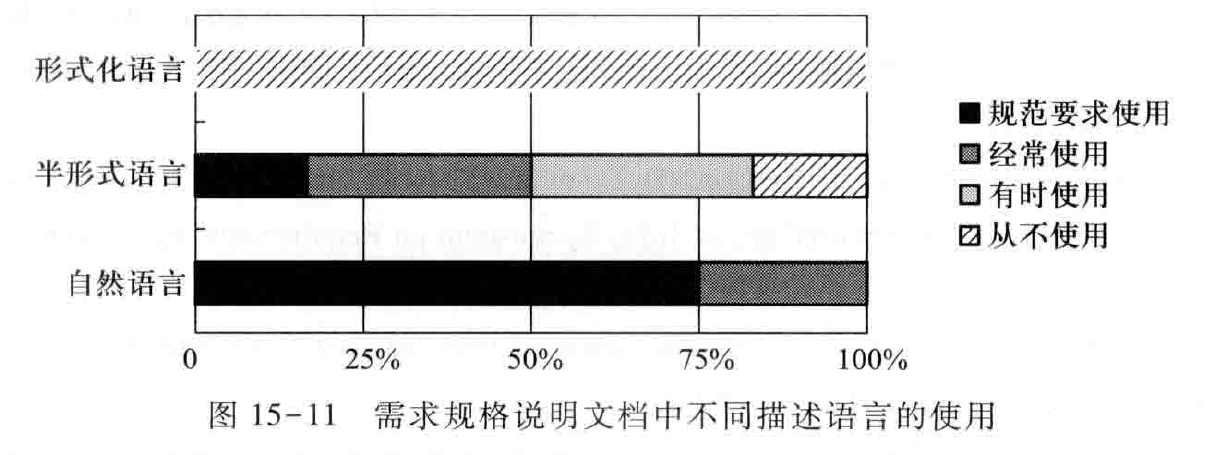 形式化语言
半形式语言
自然语言
0 25% 50% 75% 100%
规范要求使用
经常使用
有时使用
从不使用
图 15-11 需求规格说明文档中不同描述语言的使用